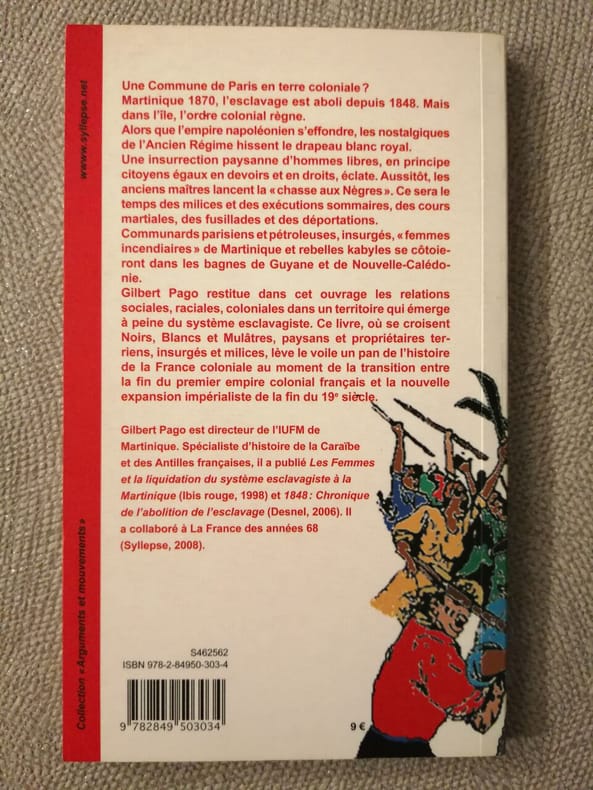 www.syllepse.net
Une Commune de Paris en terre coloniale ?
Martinique 1870, l'esclavage est aboli depuis 1848. Mais
dans l'île, l'ordre colonial règne.
Alors que l'empire napoléonien s'effondre, les nostalgiques
de l'Ancien Régime hissent le drapeau blanc royal.
Une insurrection paysanne d'hommes libres, en principe
citoyens égaux en devoirs et en droits, éclate. Aussitôt, les
anciens maîtres lancent la « chasse aux Nègres ». Ce sera le
temps des milices et des exécutions sommaires, des cours
martiales, des fusillades et des déportations.
Communards parisiens et pétroleuses, insurgés, « femmes
incendiaires » de Martinique et rebelles kabyles se côtoie-
ront dans les bagnes de Guyane et de Nouvelle-Calédo-
nie.
Gilbert Pago restitue dans cet ouvrage les relations
sociales, raciales, coloniales dans un territoire qui émerge
à peine du système esclavagiste. Ce livre, où se croisent
Noirs, Blancs et Mulâtres, paysans et propriétaires ter-
riens, insurgés et milices, lève le voile un pan de l'histoire
de la France coloniale au moment de la transition entre
la fin du premier empire colonial français et la nouvelle
expansion impérialiste de la fin du 19e siècle.
Gilbert Pago est directeur de l'IUFM de
Martinique. Spécialiste d'histoire de la Caraïbe
et des Antilles françaises, il a publié Les Femmes
et la liquidation du système esclavagiste à la
Martinique (Ibis rouge, 1998) et 1848 : Chronique
de l'abolition de l'esclavage (Desnel, 2006). Il
a collaboré à La France des années 68
(Syllepse, 2008).
Collection « Arguments et mouvements »
S462562
ISBN 978-2-84950-303-4
9 782849 503034
9 €